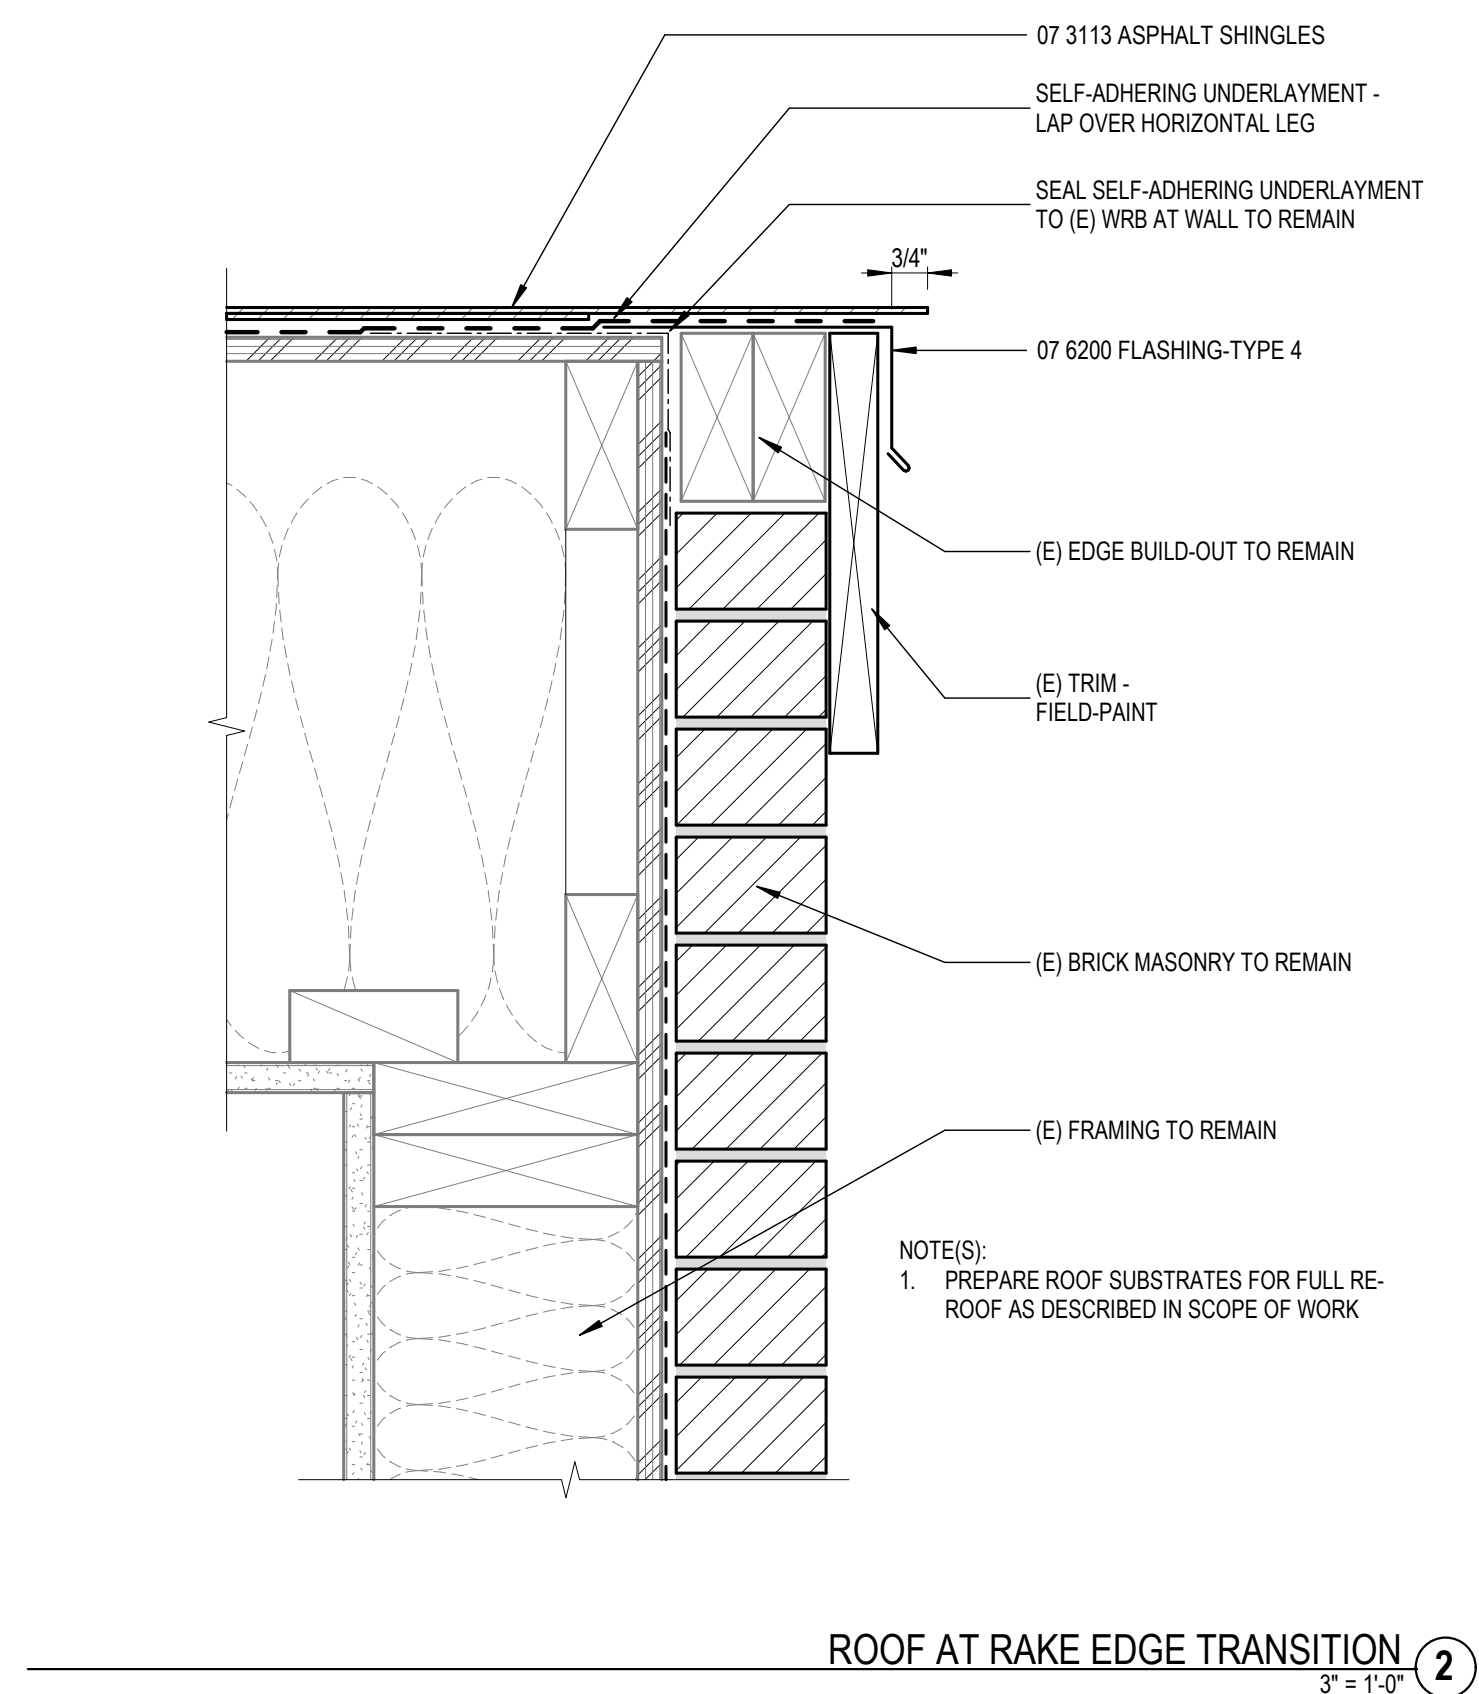 07 3113 ASPHALT SHINGLES
SELF-ADHERING UNDERLAYMENT -
LAP OVER HORIZONTAL LEG
SEAL SELF-ADHERING UNDERLAYMENT
TO (E) WRB AT WALL TO REMAIN
3/4"
07 6200 FLASHING-TYPE 4
(E) EDGE BUILD-OUT TO REMAIN
(E) TRIM -
FIELD-PAINT
(E) BRICK MASONRY TO REMAIN
(E) FRAMING TO REMAIN
NOTE(S):
1. PREPARE ROOF SUBSTRATES FOR FULL RE-
ROOF AS DESCRIBED IN SCOPE OF WORK
ROOF AT RAKE EDGE TRANSITION
2
3" = 1'-0"